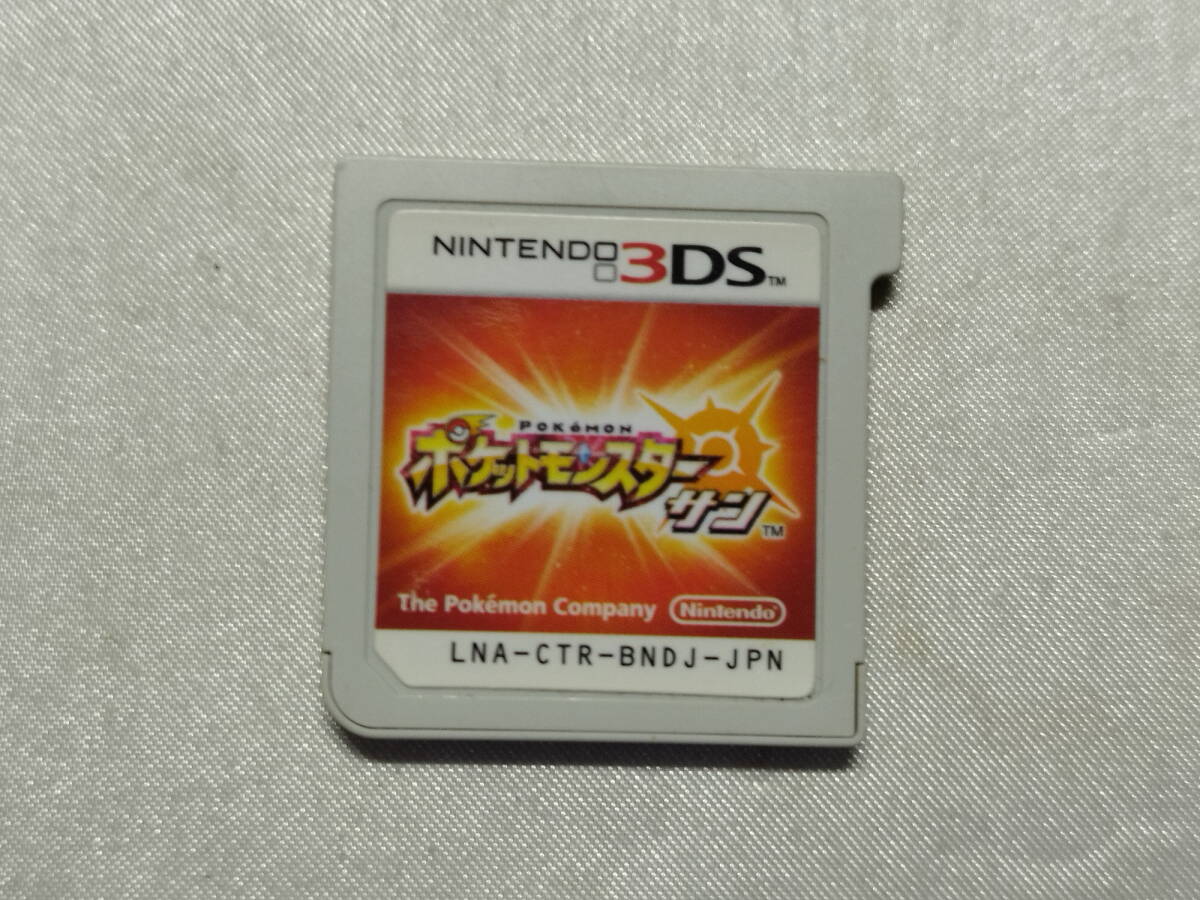 NINTENDO 3DS™
POKéMON
ポケットモンスター
サン™
The Pokémon Company Nintendo®
LNA-CTR-BNDJ-JPN